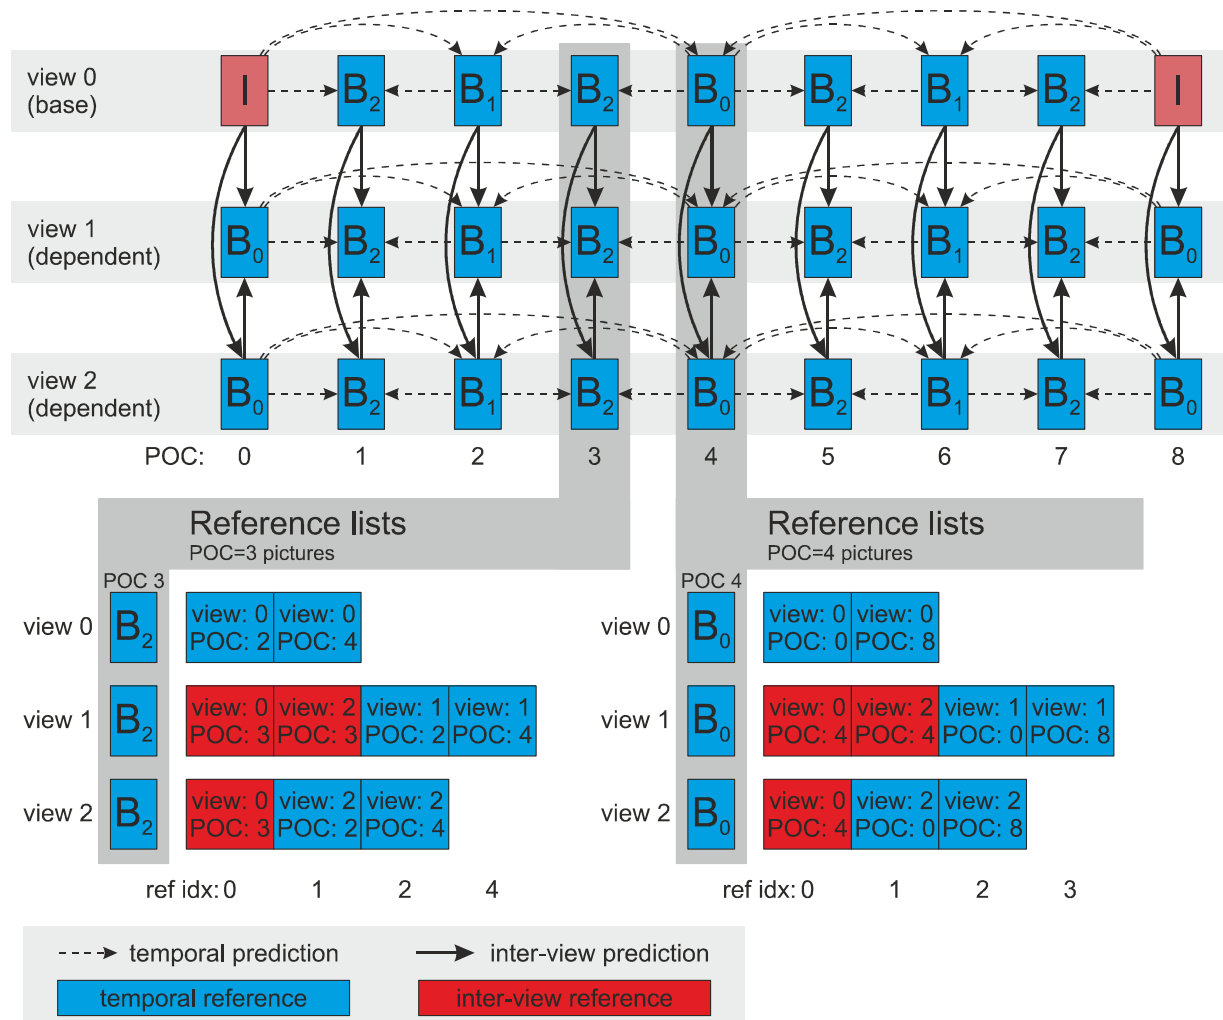 view 0
(base)
I B2 B1 B2 B0 B2 B1 B2 I
view 1
(dependent)
B0 B2 B1 B2 B0 B2 B1 B2 B0
view 2
(dependent)
B0 B2 B1 B2 B0 B2 B1 B2 B0
POC: 0 1 2 3 4 5 6 7 8
Reference lists
POC=3 pictures
POC 3
view 0
B2
view: 0 view: 0
POC: 2 POC: 4
view 1
B2
view: 0 view: 2 view: 1 view: 1
POC: 3 POC: 3 POC: 2 POC: 4
view 2
B2
view: 0 view: 2 view: 2
POC: 3 POC: 2 POC: 4
ref idx: 0 1 2 4
Reference lists
POC=4 pictures
POC 4
view 0
B0
view: 0 view: 0
POC: 0 POC: 8
view 1
B0
view: 0 view: 2 view: 1 view: 1
POC: 4 POC: 4 POC: 0 POC: 8
view 2
B0
view: 0 view: 2 view: 2
POC: 4 POC: 0 POC: 8
ref idx: 0 1 2 3
temporal prediction
inter-view prediction
temporal reference
inter-view reference